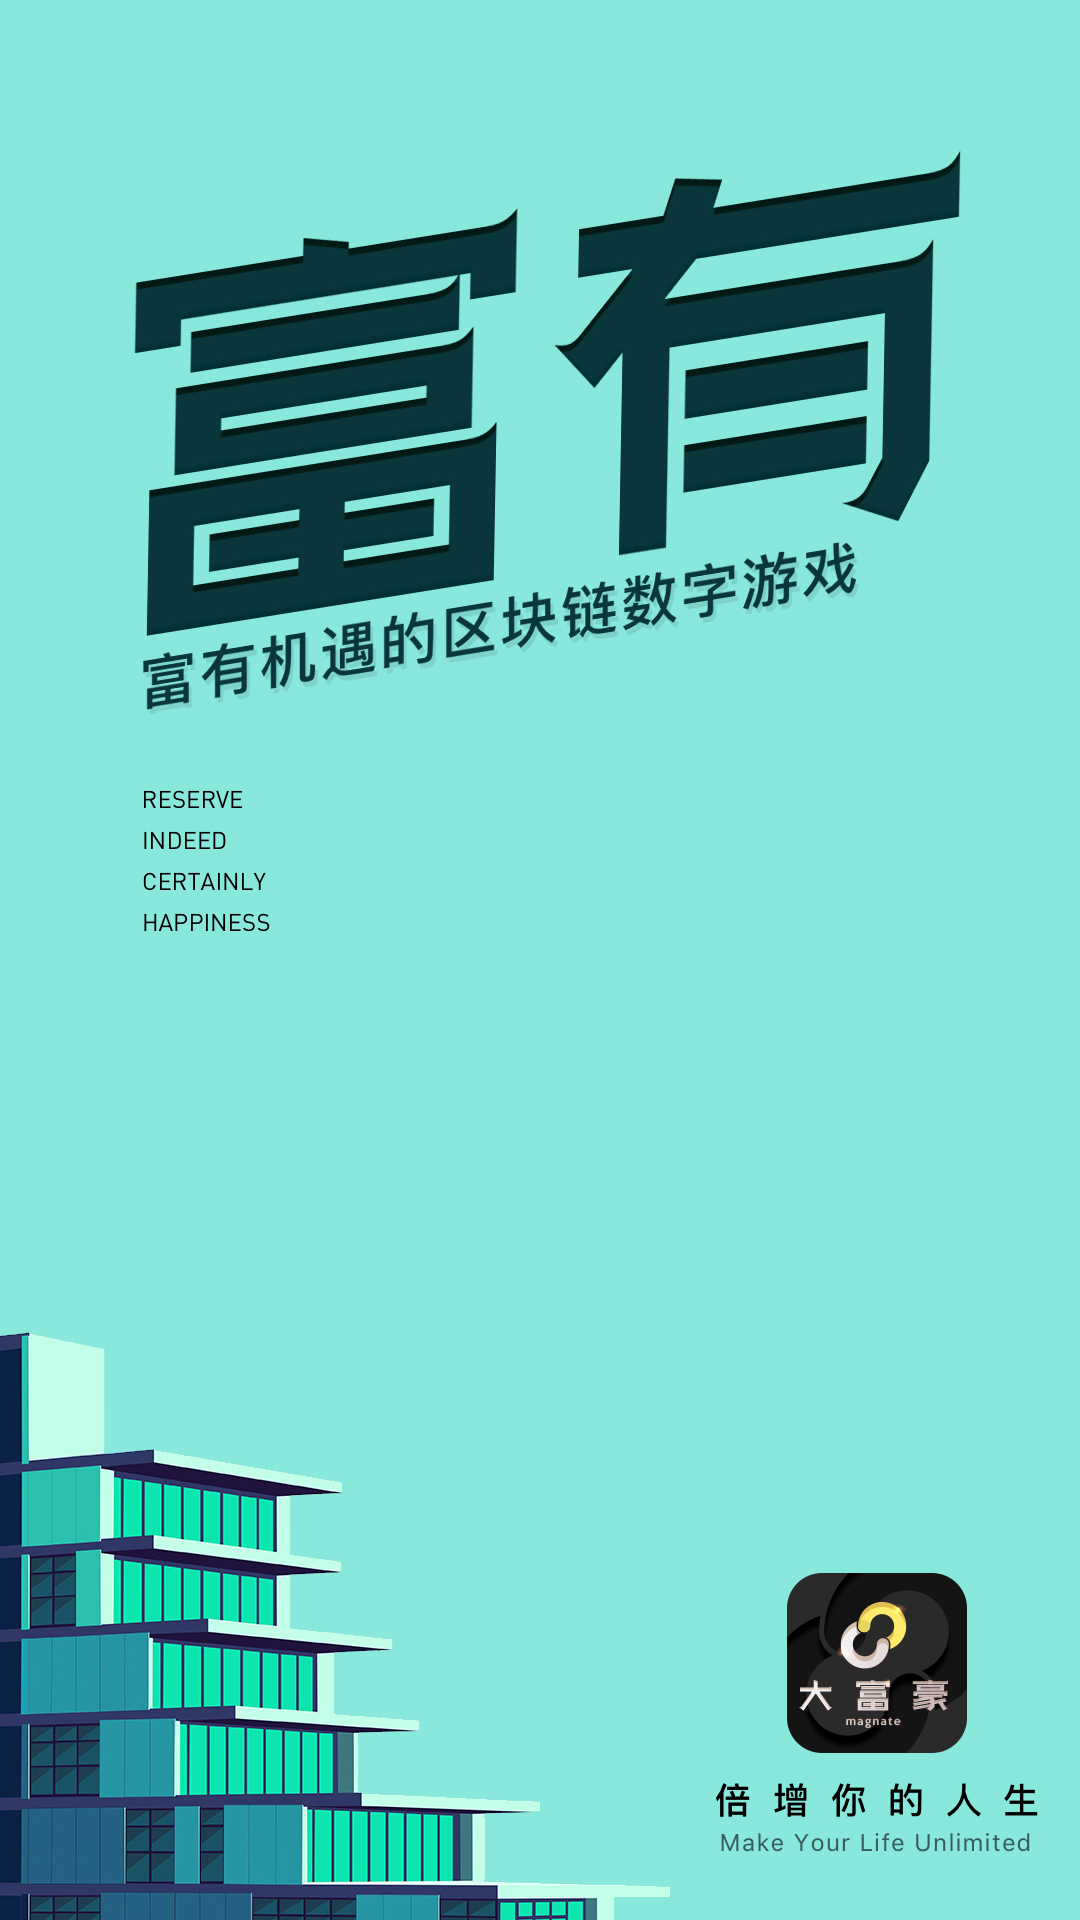 富有
富有机遇的区块链数字游戏
RESERVE
INDEED
CERTAINLY
HAPPINESS
大富豪
magnate
倍增你的人生
Make Your Life Unlimited